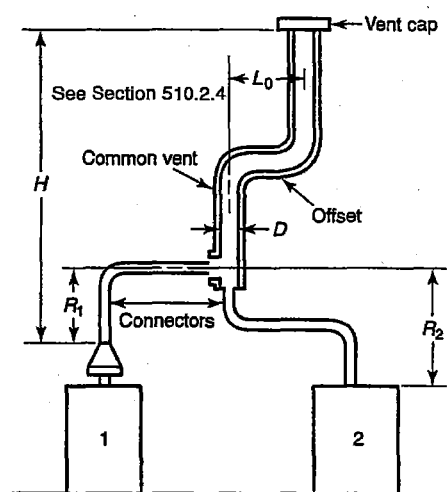 Vent cap
L0
See Section 510.2.4
Common vent
H
Offset
D
R1
Connectors
R2
1
2